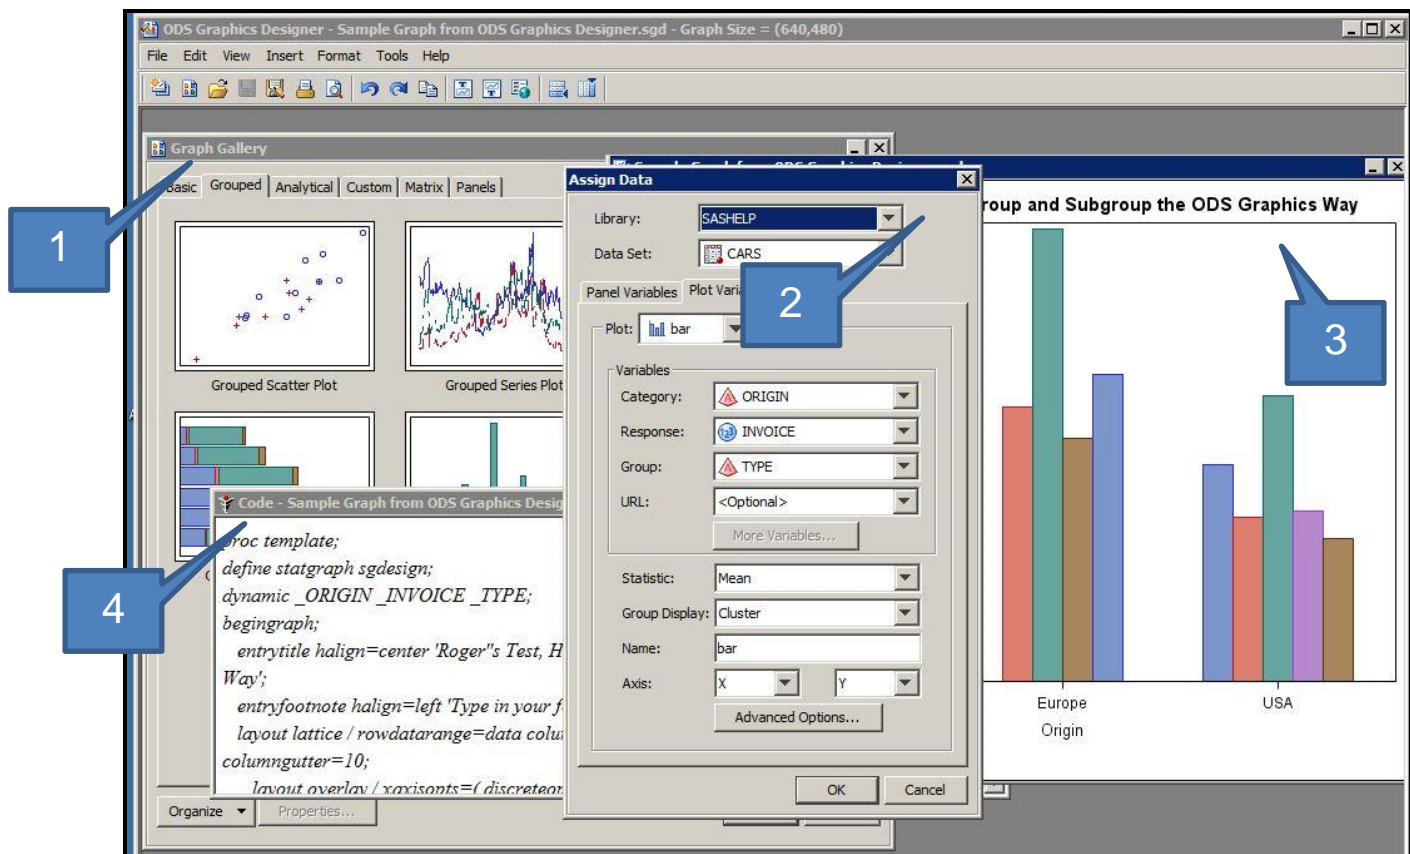 ODS Graphics Designer - Sample Graph from ODS Graphics Designer.sgd - Graph Size = (640,480)
File Edit View Insert Format Tools Help
Graph Gallery
Basic Grouped Analytical Custom Matrix Panels
Grouped Scatter Plot
Grouped Series Plot
Code - Sample Graph from ODS Graphics Desig
proc template;
define statgraph sgdesign;
dynamic _ORIGIN _INVOICE _TYPE;
begingraph;
entrytitle halign=center 'Roger''s Test, H
Way';
entryfootnote halign=left 'Type in your f
layout lattice / rowdatarange=data colu
columngutter=10;
layout overlay / xaxisopts=( discreteor
Organize
Properties...
Assign Data
Library: SASHELP
Data Set: CARS
Panel Variables Plot Vari
Plot: bar
Variables
Category: ORIGIN
Response: INVOICE
Group: TYPE
URL: <Optional>
More Variables...
Statistic: Mean
Group Display: Cluster
Name: bar
Axis: X Y
Advanced Options...
OK Cancel
roup and Subgroup the ODS Graphics Way
Europe USA
Origin
1
2
3
4